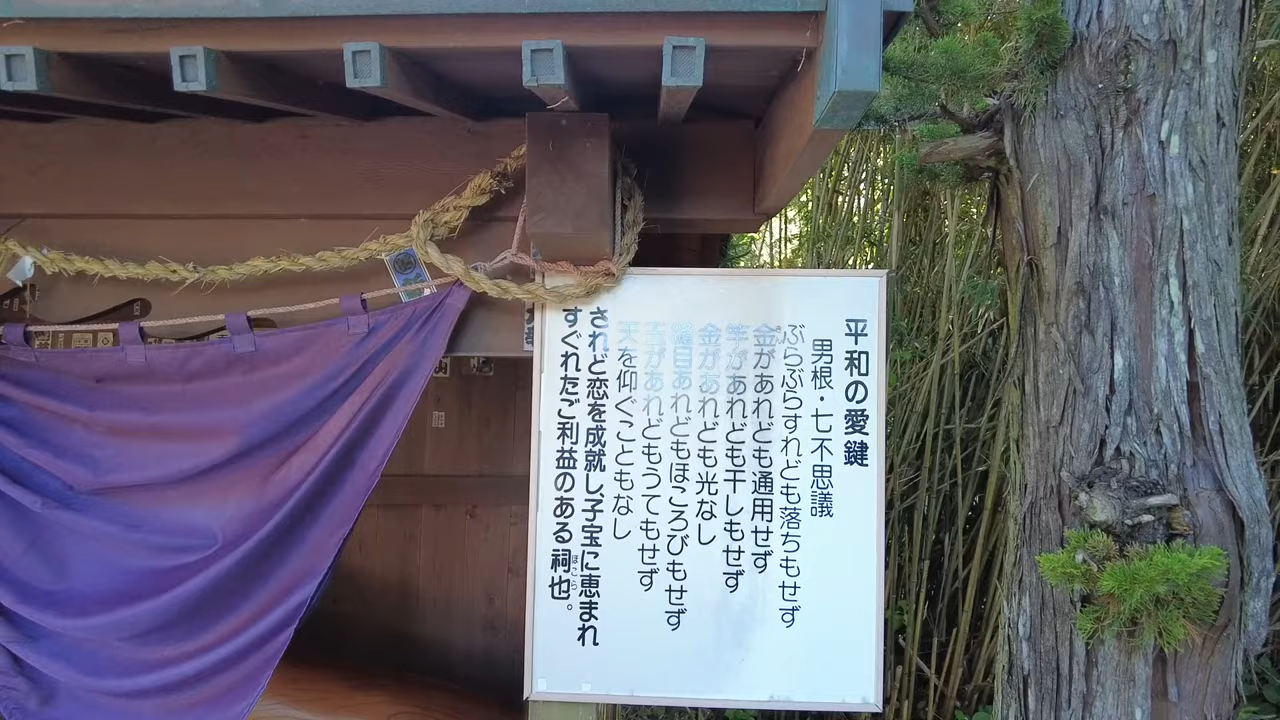 平和の愛鍵
男根・七不思議
ぶらぶらすれども落ちもせず
金があれども通用せず
竿があれども干しもせず
金があれども光なし
縫目あれどもほころびもせず
玉があれどもうてもせず
天を仰ぐこともなし
されど恋を成就し子宝に恵まれ
すぐれたご利益のある祠也。
ほこら